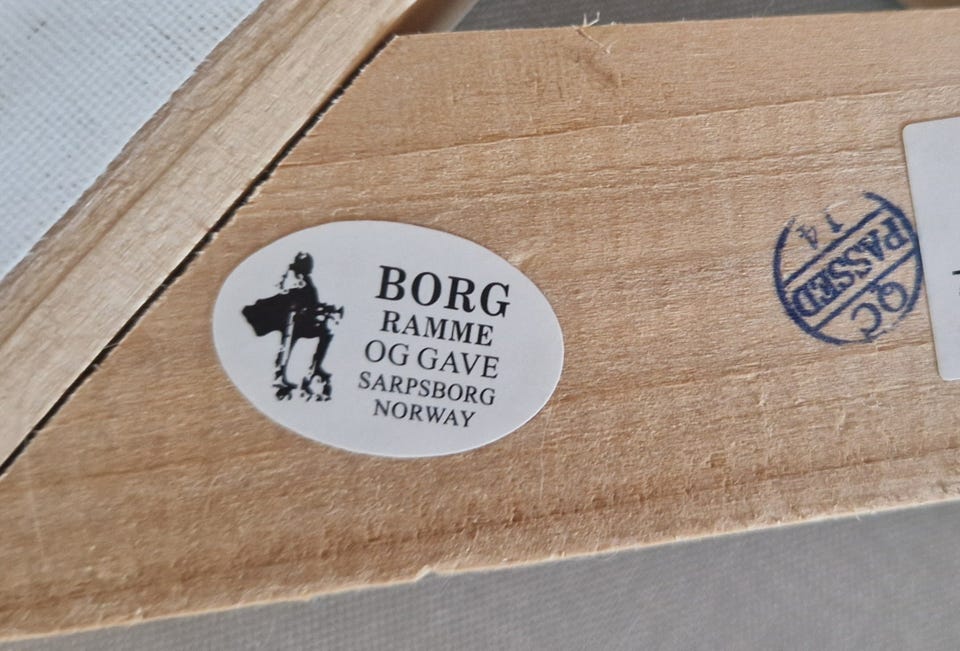 BORG
RAMME
OG GAVE
SARPSBORG
NORWAY
QC
PASSED
14